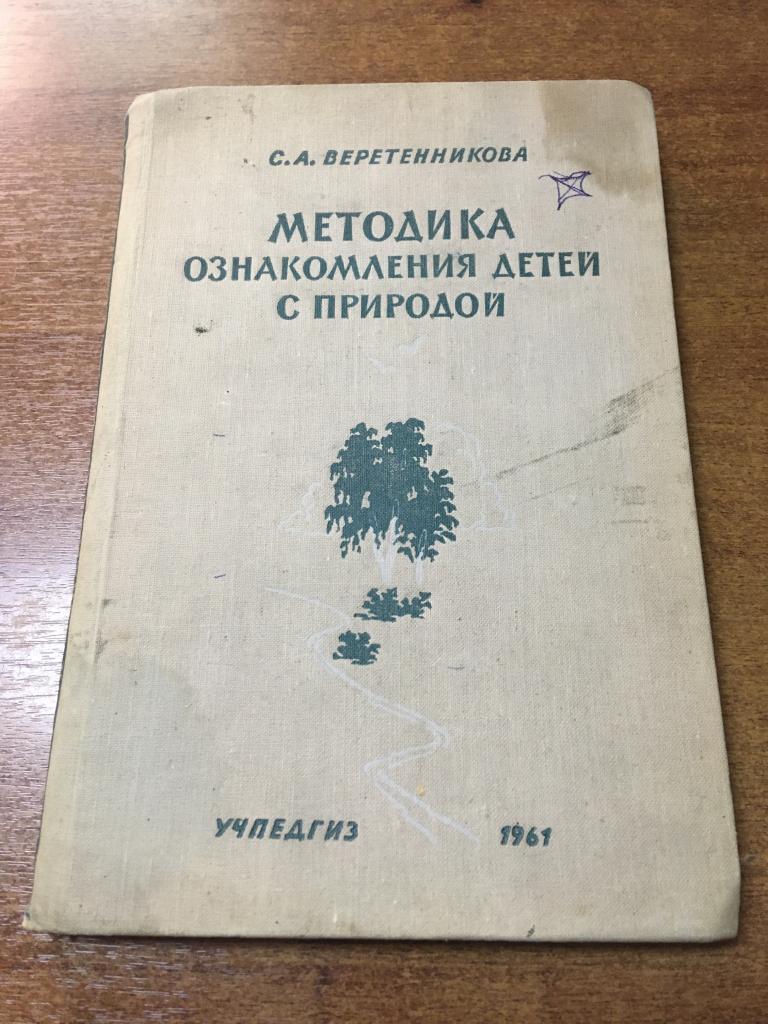 С.А. ВЕРЕТЕННИКОВА
МЕТОДИКА
ОЗНАКОМЛЕНИЯ ДЕТЕЙ
С ПРИРОДОЙ
УЧПЕДГИЗ 1961